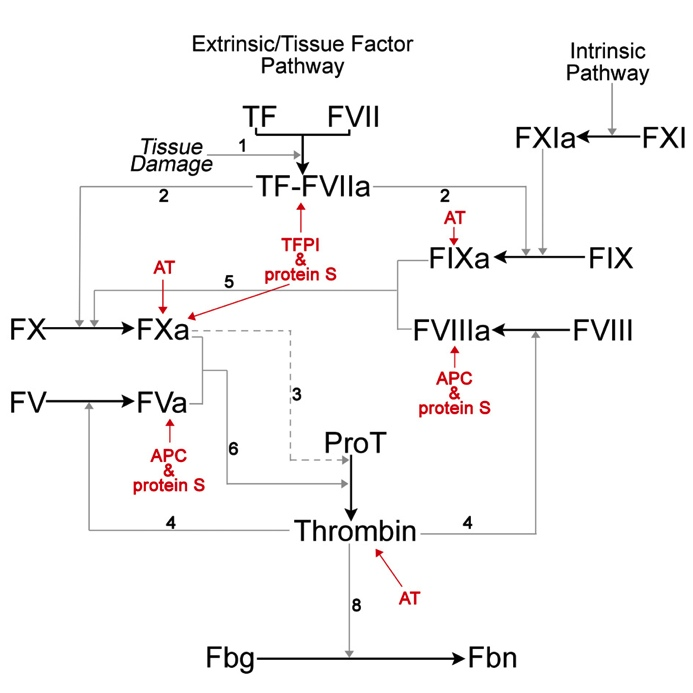 Extrinsic/Tissue Factor
Pathway
Intrinsic
Pathway
TF FVII
FXIa FXI
1
Tissue
Damage
TF-FVIIa
2
2
AT
TFPI
&
protein S
FIXa FIX
AT
5
FX FXa
FVIIIa FVIII
APC
&
protein S
3
FV FVa
6
ProT
APC
&
protein S
4
Thrombin
4
AT
8
Fbg Fbn